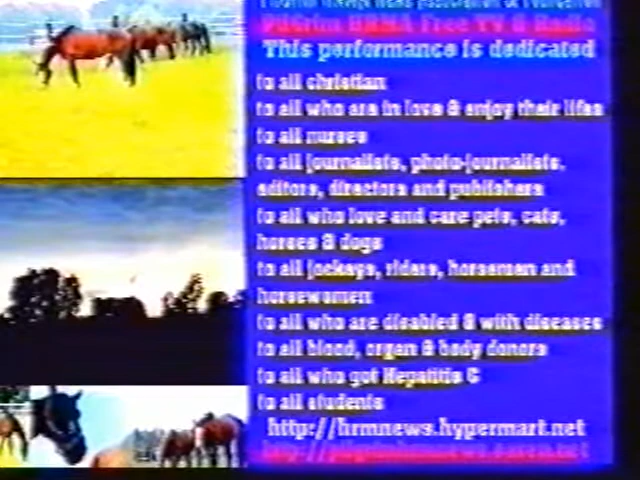 Free TV & Radio
This performance is dedicated
to all christian
to all who are in love & enjoy their lifes
to all nurses
to all journalists, photo-journalists,
editors, directors and publishers
to all who love and care pets, cats,
horses & dogs
to all jockeys, riders, horseman and
horsewomen
to all who are disabled & with diseases
to all blood, organ & body donors
to all who got Hepatitis C
to all students
http://hrmnews.hypermart.net